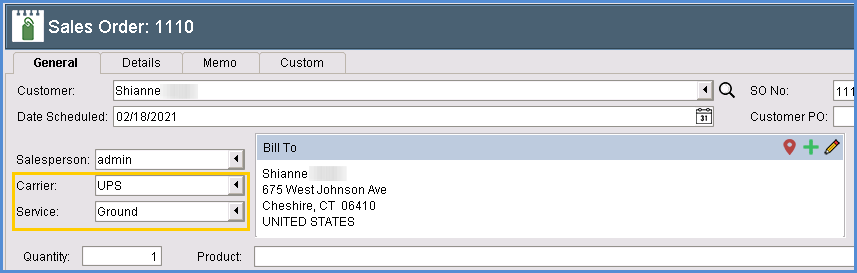 Sales Order: 1110
General Details Memo Custom
Customer: Shianne SO No: 111
Date Scheduled: 02/18/2021 31 Customer PO:
Salesperson: admin Bill To
Carrier: UPS Shianne
675 West Johnson Ave
Service: Ground Cheshire, CT 06410
UNITED STATES
Quantity: 1 Product: